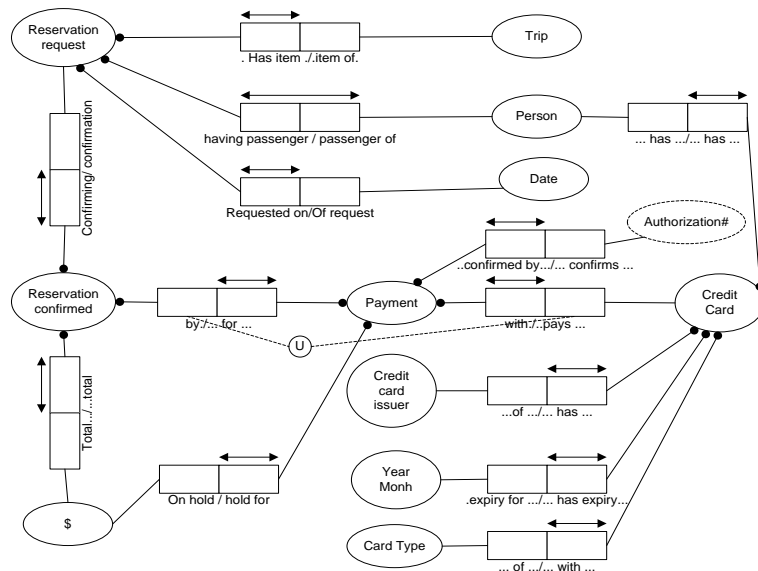 Reservation
request
. Has item ./.item of.
Trip
having passenger / passenger of
Person
... has .../... has ...
Confirming/ confirmation
Requested on/Of request
Date
Authorization#
..confirmed by.../... confirms ...
Reservation
confirmed
by./... for ...
Payment
with./..pays ...
Credit
Card
U
Total.../...total
Credit
card
issuer
...of .../... has ...
On hold / hold for
Year
Monh
.expiry for .../... has expiry...
$
Card Type
... of .../... with ...